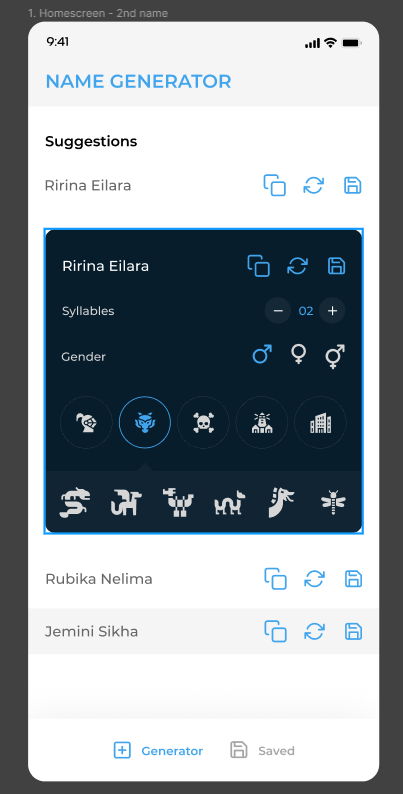 1. Homescreen - 2nd name
9:41
NAME GENERATOR
Suggestions
Ririna Eilara
Ririna Eilara
Syllables
02
Gender
Rubika Nelima
Jemini Sikha
Generator
Saved